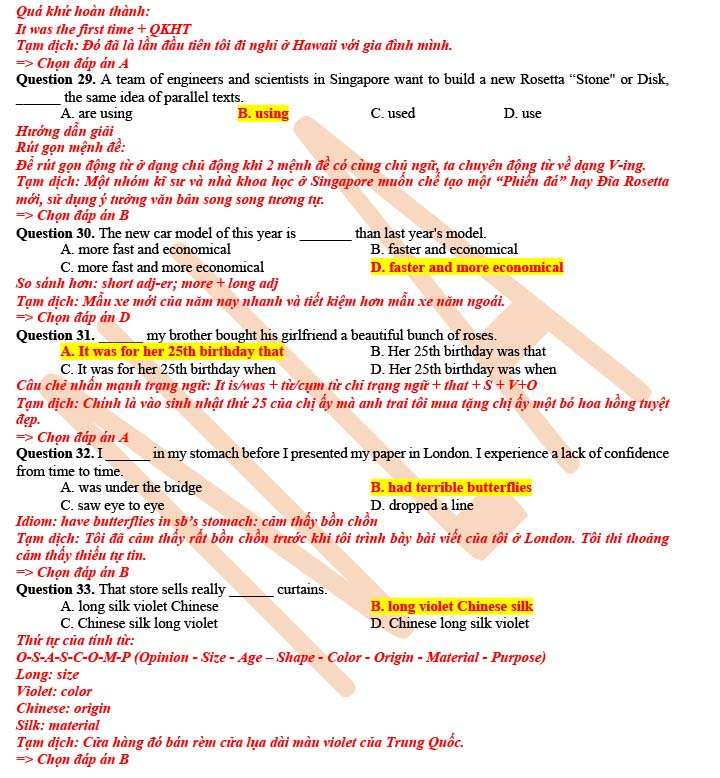 Quá khứ hoàn thành:
It was the first time + QKHT
Tạm dịch: Đó đã là lần đầu tiên tôi đi nghỉ ở Hawaii với gia đình mình.
=> Chọn đáp án A
Question 29. A team of engineers and scientists in Singapore want to build a new Rosetta “Stone" or Disk,
______ the same idea of parallel texts.
A. are using B. using C. used D. use
Hướng dẫn giải
Rút gọn mệnh đề:
Để rút gọn động từ ở dạng chủ động khi 2 mệnh đề có cùng chủ ngữ, ta chuyển động từ về dạng V-ing.
Tạm dịch: Một nhóm kĩ sư và nhà khoa học ở Singapore muốn chế tạo một “Phiến đá” hay Đĩa Rosetta
mới, sử dụng ý tưởng văn bản song song tương tự.
=> Chọn đáp án B
Question 30. The new car model of this year is _______ than last year's model.
A. more fast and economical B. faster and economical
C. more fast and more economical D. faster and more economical
So sánh hơn: short adj-er; more + long adj
Tạm dịch: Mẫu xe mới của năm nay nhanh và tiết kiệm hơn mẫu xe năm ngoái.
=> Chọn đáp án D
Question 31. ______ my brother bought his girlfriend a beautiful bunch of roses.
A. It was for her 25th birthday that B. Her 25th birthday was that
C. It was for her 25th birthday when D. Her 25th birthday was when
Câu chẻ nhấn mạnh trạng ngữ: It is/was + từ/cụm từ chỉ trạng ngữ + that + S + V+O
Tạm dịch: Chính là vào sinh nhật thứ 25 của chị ấy mà anh trai tôi mua tặng chị ấy một bó hoa hồng tuyệt
đẹp.
=> Chọn đáp án A
Question 32. I ______ in my stomach before I presented my paper in London. I experience a lack of confidence
from time to time.
A. was under the bridge B. had terrible butterflies
C. saw eye to eye D. dropped a line
Idiom: have butterflies in sb’s stomach: cảm thấy bồn chồn
Tạm dịch: Tôi đã cảm thấy rất bồn chồn trước khi tôi trình bày bài viết của tôi ở London. Tôi thi thoảng
cảm thấy thiếu tự tin.
=> Chọn đáp án B
Question 33. That store sells really ______ curtains.
A. long silk violet Chinese B. long violet Chinese silk
C. Chinese silk long violet D. Chinese long silk violet
Thứ tự của tính từ:
O-S-A-S-C-O-M-P (Opinion - Size - Age – Shape - Color - Origin - Material - Purpose)
Long: size
Violet: color
Chinese: origin
Silk: material
Tạm dịch: Cửa hàng đó bán rèm cửa lụa dài màu violet của Trung Quốc.
=> Chọn đáp án B